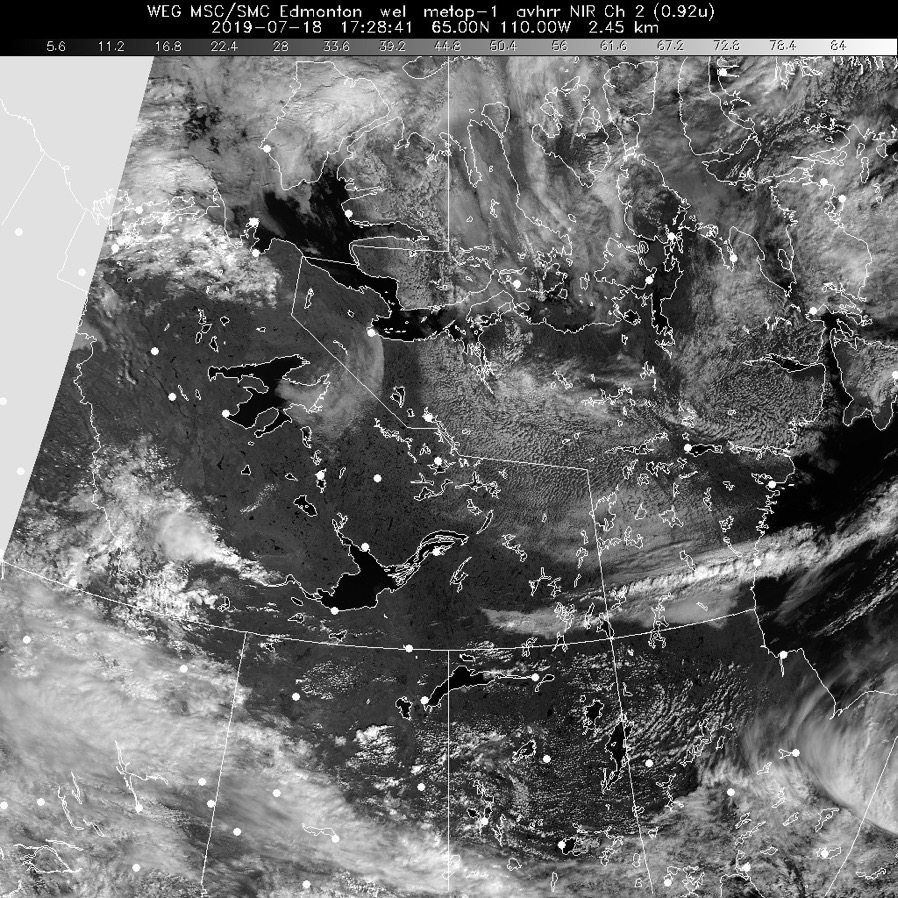 WEG MSC/SMC Edmonton wel metop-1 avhrr NIR Ch 2 (0.92u)
2019-07-18 17:28:41 65.00N 110.00W 2.45 km
5.6 11.2 16.8 22.4 28 33.6 39.2 44.8 50.4 56 61.6 67.2 72.8 78.4 84